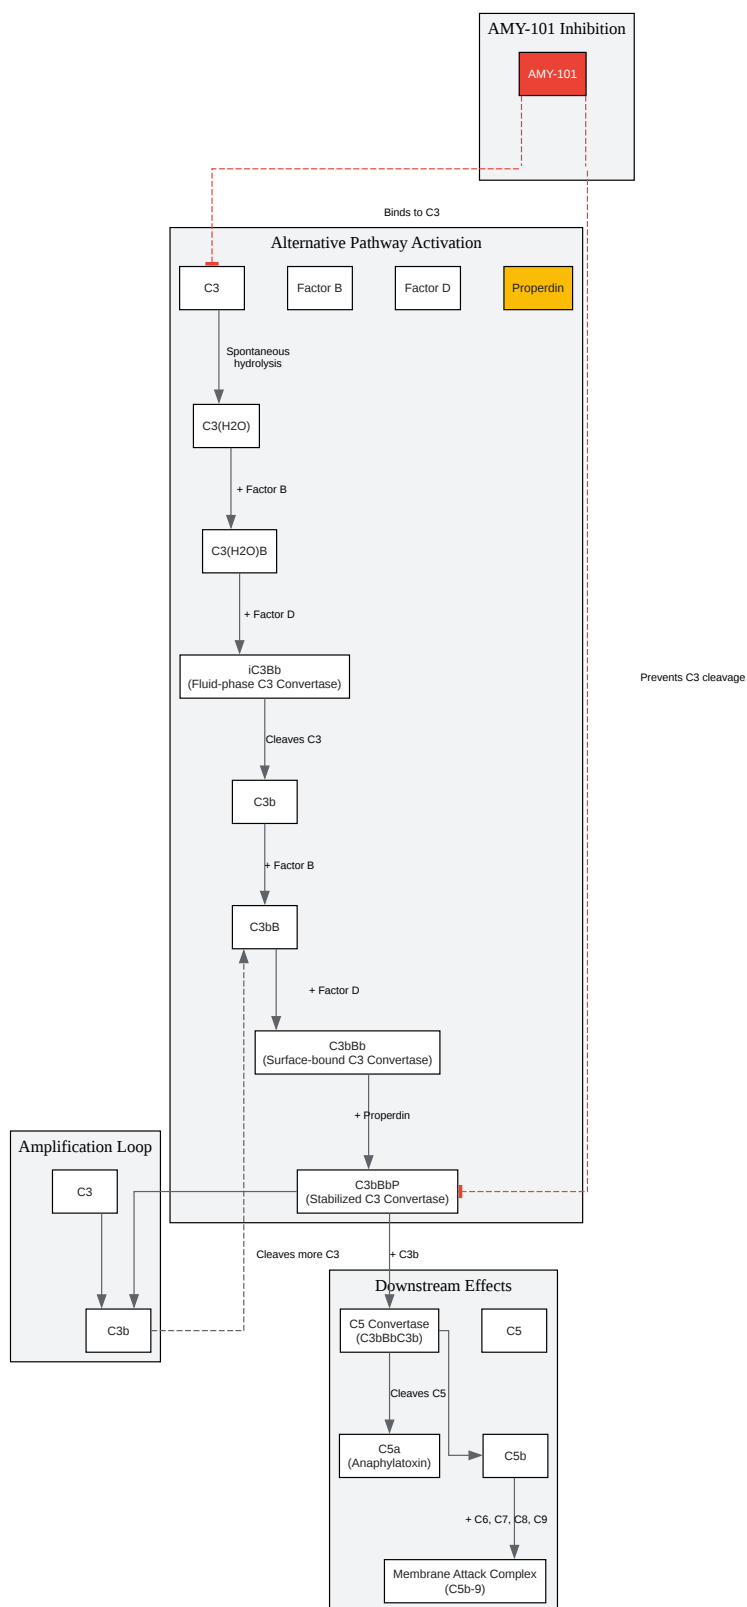 AMY-101 Inhibition
AMY-101
Binds to C3
Alternative Pathway Activation
C3
Factor B
Factor D
Properdin
Spontaneous
hydrolysis
C3(H2O)
+ Factor B
C3(H2O)B
+ Factor D
iC3Bb
(Fluid-phase C3 Convertase)
Prevents C3 cleavage
Cleaves C3
C3b
+ Factor B
C3bB
+ Factor D
C3bBb
(Surface-bound C3 Convertase)
+ Properdin
Amplification Loop
C3
C3bBbP
(Stabilized C3 Convertase)
Cleaves more C3
+ C3b
Downstream Effects
C3b
C5 Convertase
(C3bBbC3b)
C5
Cleaves C5
C5a
(Anaphylatoxin)
C5b
+ C6, C7, C8, C9
Membrane Attack Complex
(C5b-9)